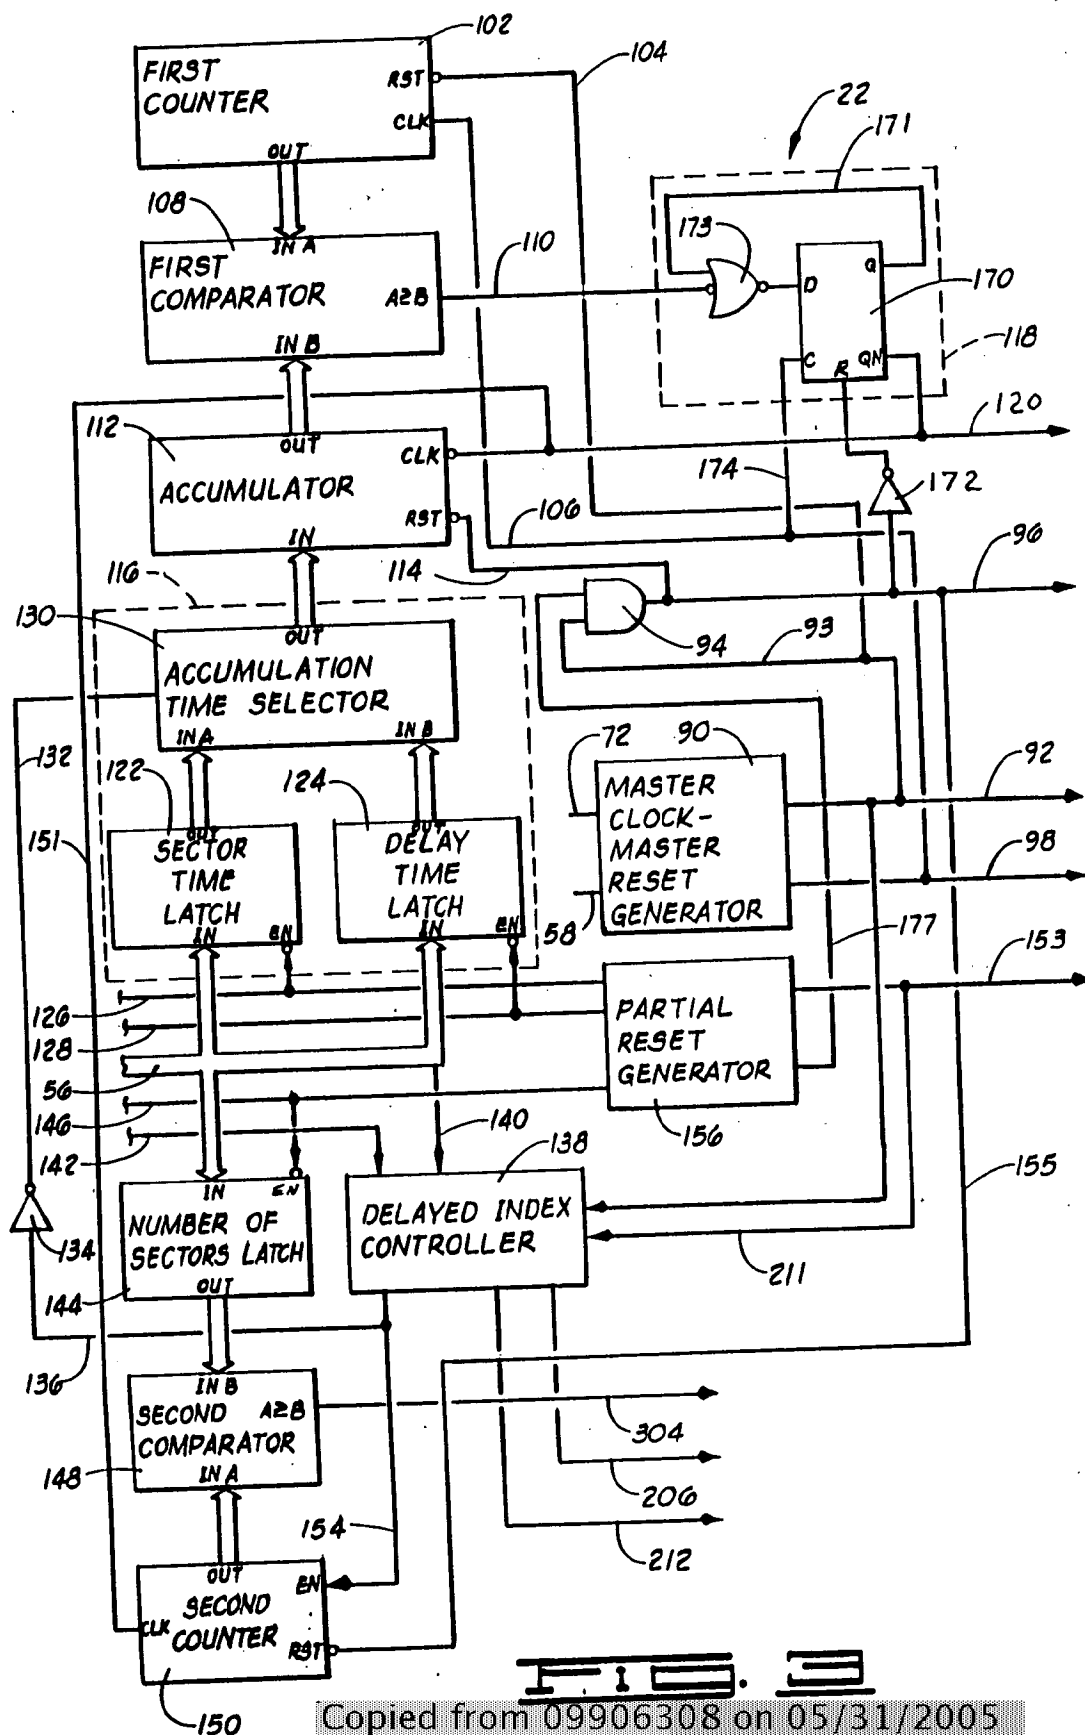 102
FIRST
COUNTER
RST
CLK
OUT
104
22
171
108
IN A
FIRST
COMPARATOR
A≥B
IN B
110
173
D
Q
170
C
R
QN
118
112
OUT
CLK
ACCUMULATOR
RST
IN
120
174
172
106
116
114
96
130
OUT
ACCUMULATION
TIME SELECTOR
IN A
IN B
94
93
132
122
124
72
90
MASTER
CLOCK-
MASTER
RESET
GENERATOR
92
151
OUT
SECTOR
TIME
LATCH
IN
EN
OUT
DELAY
TIME
LATCH
IN
EN
98
58
177
153
126
128
56
146
142
PARTIAL
RESET
GENERATOR
156
140
138
155
IN
EN
NUMBER OF
SECTORS LATCH
OUT
DELAYED INDEX
CONTROLLER
134
144
211
136
IN B
SECOND
COMPARATOR
A≥B
IN A
148
304
206
154
212
OUT
EN
SECOND
COUNTER
CLK
RST
150
FIG. 3
Copied from 09906308 on 05/31/2005